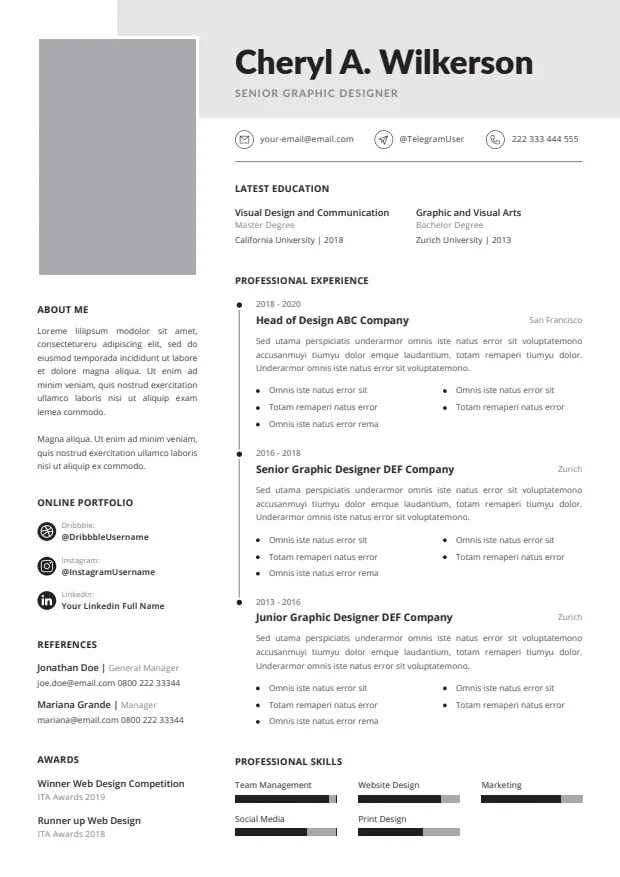 Cheryl A. Wilkerson
SENIOR GRAPHIC DESIGNER
your-email@email.com
@TelegramUser
222 333 444 555
LATEST EDUCATION
Visual Design and Communication
Master Degree
California University | 2018
Graphic and Visual Arts
Bachelor Degree
Zurich University | 2013
PROFESSIONAL EXPERIENCE
2018 - 2020
Head of Design ABC Company
San Francisco
Sed utama perspiciatis underarmor omnis iste natus error sit voluptatemono
accusanmuyi tiumyu dolor emque laudantium, totam remaperi tiumyu dolor.
Underarmor omnis iste natus error sit voluptatemono.
Omnis iste natus error sit
Totam remaperi natus error
Omnis iste natus error rema
Omnis iste natus error sit
Totam remaperi natus error
2016 - 2018
Senior Graphic Designer DEF Company
Zurich
Sed utama perspiciatis underarmor omnis iste natus error sit voluptatemono
accusanmuyi tiumyu dolor emque laudantium, totam remaperi tiumyu dolor.
Underarmor omnis iste natus error sit voluptatemono.
Omnis iste natus error sit
Totam remaperi natus error
Omnis iste natus error rema
Omnis iste natus error sit
Totam remaperi natus error
2013 - 2016
Junior Graphic Designer DEF Company
Zurich
Sed utama perspiciatis underarmor omnis iste natus error sit voluptatemono
accusanmuyi tiumyu dolor emque laudantium, totam remaperi tiumyu dolor.
Underarmor omnis iste natus error sit voluptatemono.
Omnis iste natus error sit
Totam remaperi natus error
Omnis iste natus error rema
Omnis iste natus error sit
Totam remaperi natus error
PROFESSIONAL SKILLS
Team Management
Website Design
Marketing
Social Media
Print Design
ABOUT ME
Loreme liliipsum modolor sit amet,
consectetureru adipiscing elit, sed do
eiusmod temporada incididunt ut labore
et dolore magna aliqua. Ut enim ad
minim veniam, quis nostrud exercitation
ullamco laboris nisi ut aliquip exam
lemea commodo.
Magna aliqua. Ut enim ad minim veniam,
quis nostrud exercitation ullamco laboris
nisi ut aliquip ex commodo.
ONLINE PORTFOLIO
Dribbble:
@DribbbleUsername
Instagram:
@InstagramUsername
in
Linkedin:
Your Linkedin Full Name
REFERENCES
Jonathan Doe | General Manager
joe.doe@email.com 0800 222 33344
Mariana Grande | Manager
mariana@email.com 0800 222 33344
AWARDS
Winner Web Design Competition
ITA Awards 2019
Runner up Web Design
ITA Awards 2018